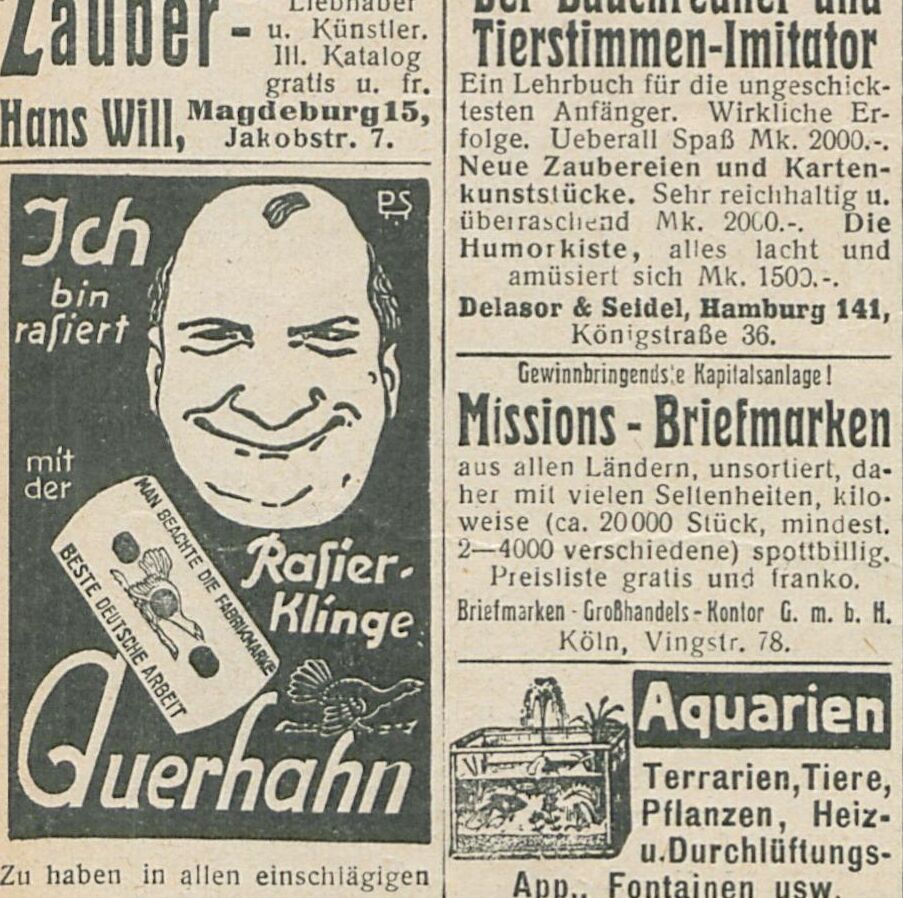 Zauber-
Liebhaber
u. Künstler.
Ill. Katalog
gratis u. fr.
Hans Will, Magdeburg 15,
Jakobstr. 7.
Ich
bin
rasiert
mit
der
PS
MAN BEACHTE DIE FABRIKMARKE
BESTE DEUTSCHE ARBEIT
Rasier-
Klinge
Auerhahn
Zu haben in allen einschlägigen
Der Bauchredner und
Tierstimmen-Imitator
Ein Lehrbuch für die ungeschick-
testen Anfänger. Wirkliche Er-
folge. Ueberall Spaß Mk. 2000.-.
Neue Zaubereien und Karten-
kunststücke. Sehr reichhaltig u.
überraschend Mk. 2000.-. Die
Humorkiste, alles lacht und
amüsiert sich Mk. 1500.-.
Delasor & Seidel, Hamburg 141,
Königstraße 36.
Gewinnbringendste Kapitalsanlage!
Missions-Briefmarken
aus allen Ländern, unsortiert, da-
her mit vielen Seltenheiten, kilo-
weise (ca. 20000 Stück, mindest.
2—4000 verschiedene) spottbillig.
Preisliste gratis und franko.
Briefmarken-Großhandels-Kontor G. m. b. H.
Köln, Vingstr. 78.
Aquarien
Terrarien, Tiere,
Pflanzen, Heiz-
u. Durchlüftungs-
App., Fontainen usw.